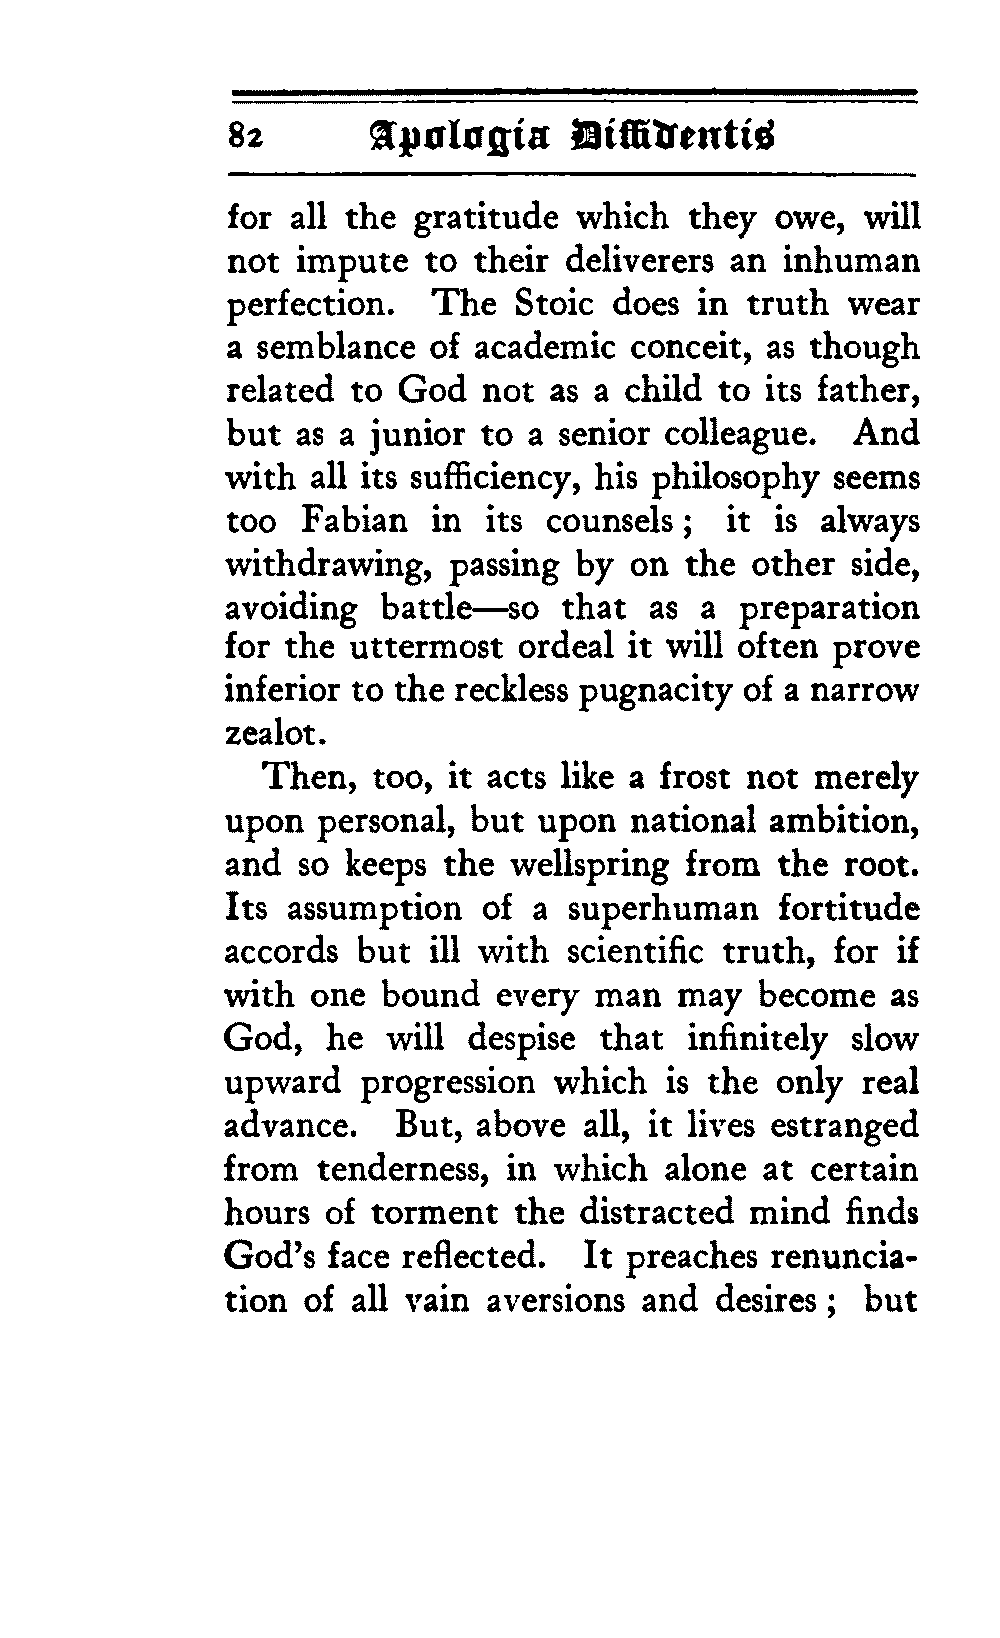 82 Apologia Diffidentis
for all the gratitude which they owe, will
not impute to their deliverers an inhuman
perfection. The Stoic does in truth wear
a semblance of academic conceit, as though
related to God not as a child to its father,
but as a junior to a senior colleague. And
with all its sufficiency, his philosophy seems
too Fabian in its counsels ; it is always
withdrawing, passing by on the other side,
avoiding battle—so that as a preparation
for the uttermost ordeal it will often prove
inferior to the reckless pugnacity of a narrow
zealot.
Then, too, it acts like a frost not merely
upon personal, but upon national ambition,
and so keeps the wellspring from the root.
Its assumption of a superhuman fortitude
accords but ill with scientific truth, for if
with one bound every man may become as
God, he will despise that infinitely slow
upward progression which is the only real
advance. But, above all, it lives estranged
from tenderness, in which alone at certain
hours of torment the distracted mind finds
God's face reflected. It preaches renuncia-
tion of all vain aversions and desires ; but